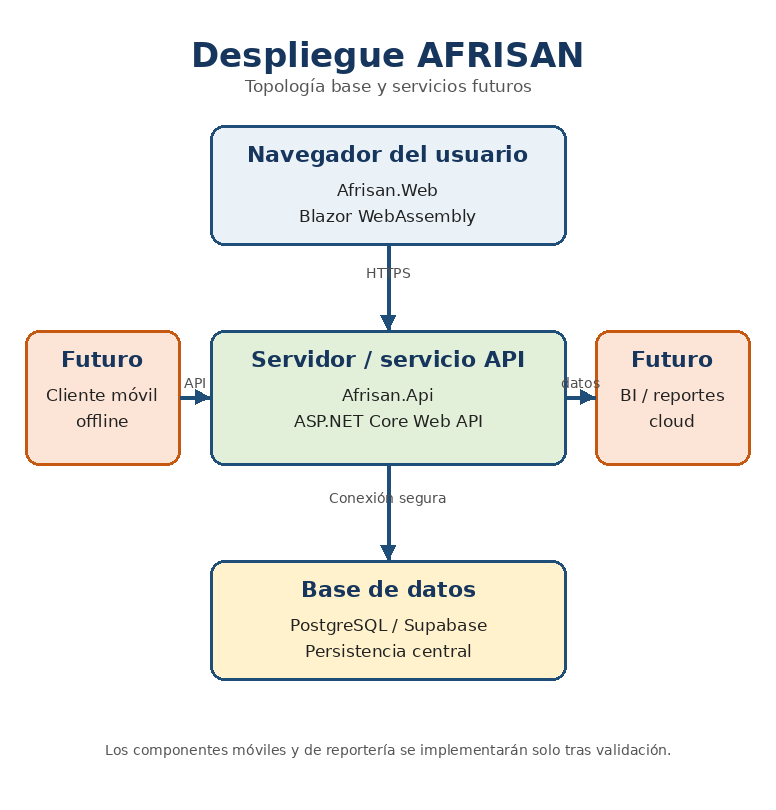 Despliegue AFRISAN
Topología base y servicios futuros
Navegador del usuario
Afrisan.Web
Blazor WebAssembly
HTTPS
Futuro
Cliente móvil
offline
API
Servidor / servicio API
Afrisan.Api
ASP.NET Core Web API
datos
Futuro
BI / reportes
cloud
Conexión segura
Base de datos
PostgreSQL / Supabase
Persistencia central
Los componentes móviles y de reportería se implementarán solo tras validación.